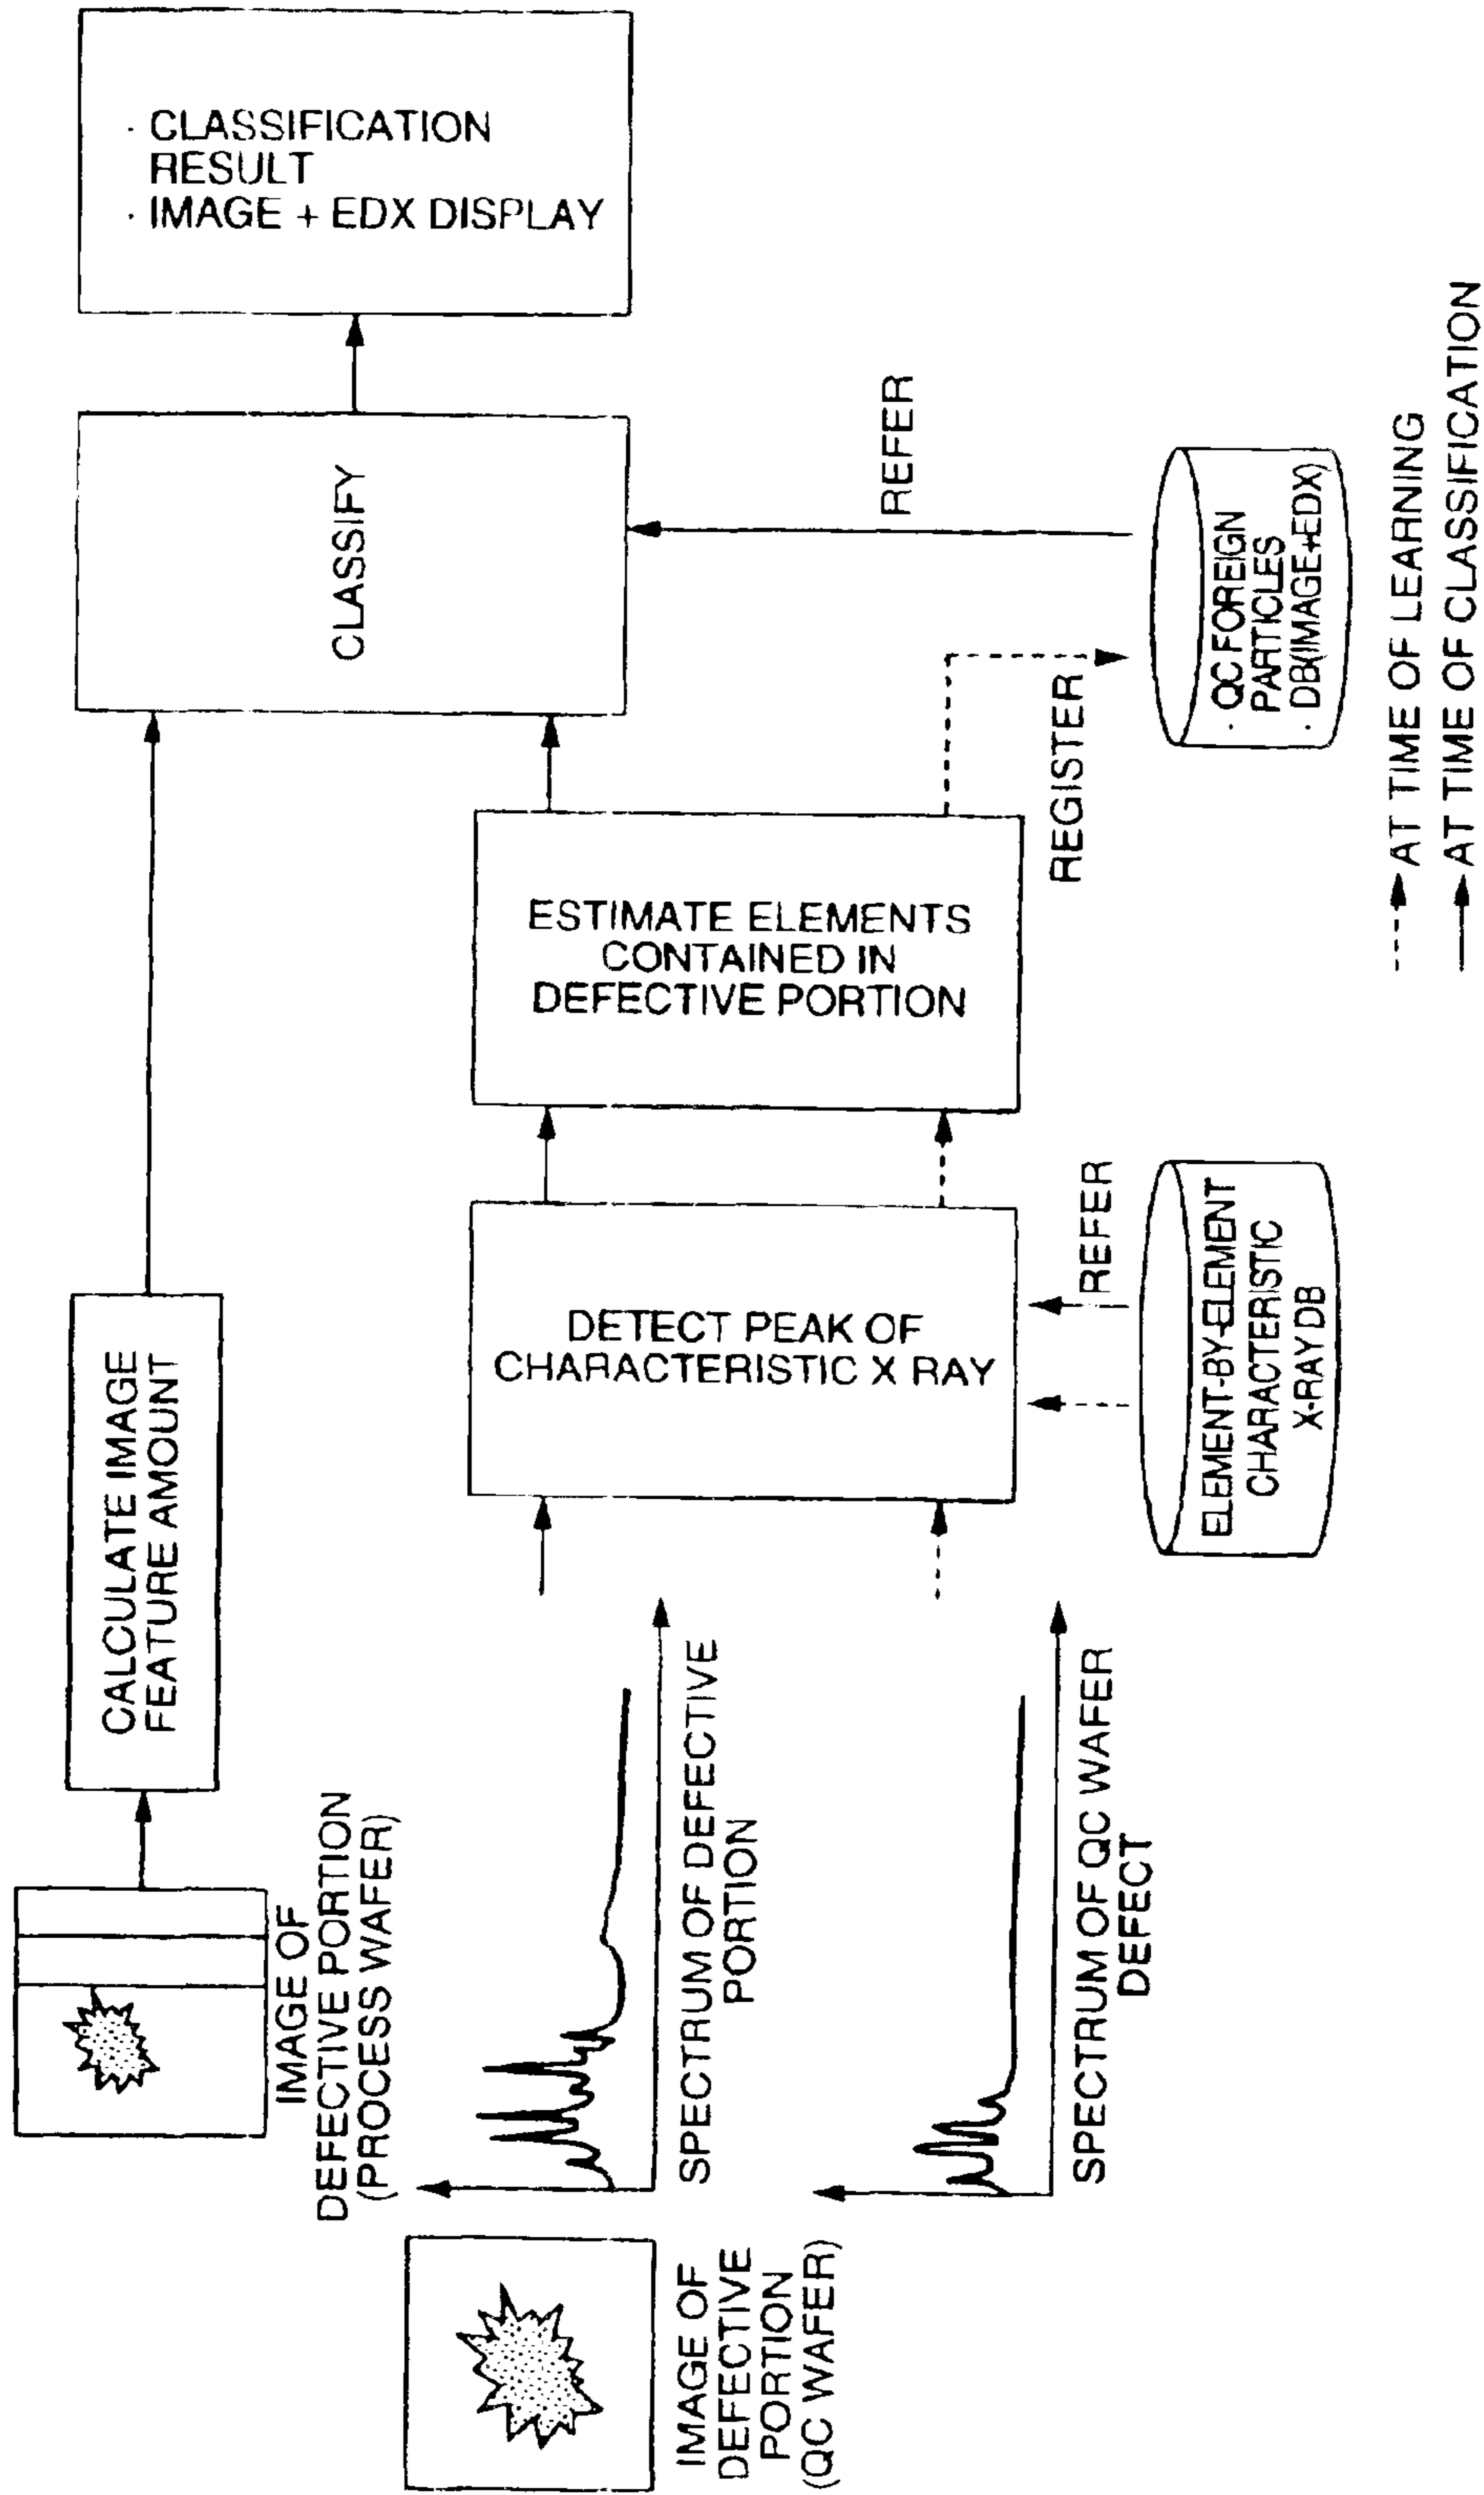 IMAGE OF
DEFECTIVE PORTION
(PROCESS WAFER)
CALCULATE IMAGE
FEATURE AMOUNT
CLASSIFY
· CLASSIFICATION
RESULT
· IMAGE + EDX DISPLAY
IMAGE OF
DEFECTIVE
PORTION
(QC WAFER)
SPECTRUM OF DEFECTIVE
PORTION
DETECT PEAK OF
CHARACTERISTIC X RAY
ESTIMATE ELEMENTS
CONTAINED IN
DEFECTIVE PORTION
REFER
SPECTRUM OF QC WAFER
DEFECT
REFER
REGISTER
ELEMENT-BY-ELEMENT
CHARACTERISTIC
X-RAY DB
· QC FOREIGN
PARTICLES
· DB(IMAGE+EDX)
AT TIME OF LEARNING
AT TIME OF CLASSIFICATION